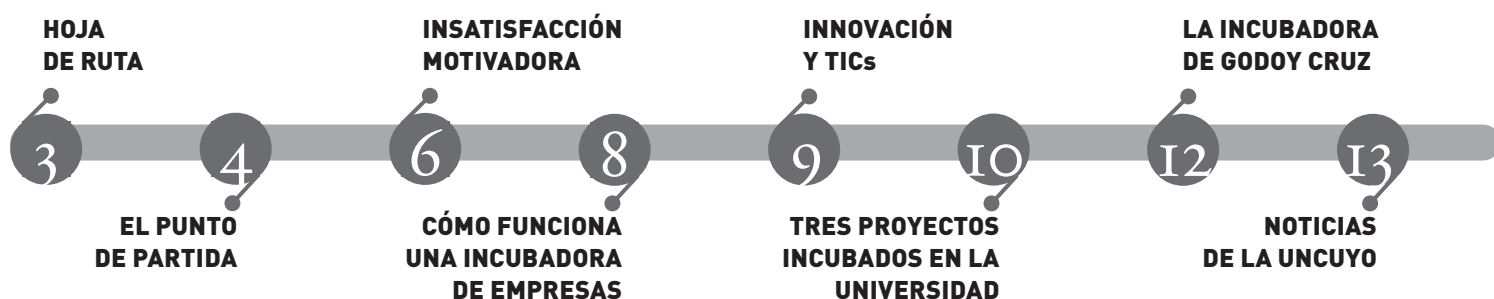 HOJA
DE RUTA
INSATISFACCIÓN
MOTIVADORA
INNOVACIÓN
Y TICs
LA INCUBADORA
DE GODOY CRUZ
3
4
6
8
9
10
12
13
EL PUNTO
DE PARTIDA
CÓMO FUNCIONA
UNA INCUBADORA
DE EMPRESAS
TRES PROYECTOS
INCUBADOS EN LA
UNIVERSIDAD
NOTICIAS
DE LA UNCUYO